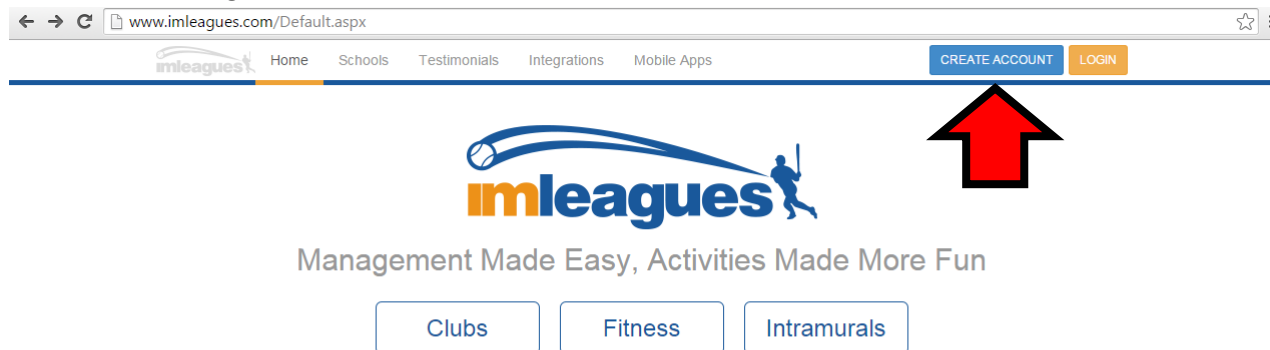 www.imleagues.com/Default.aspx
imleagues Home Schools Testimonials Integrations Mobile Apps CREATE ACCOUNT LOGIN
imleagues
Management Made Easy, Activities Made More Fun
Clubs Fitness Intramurals